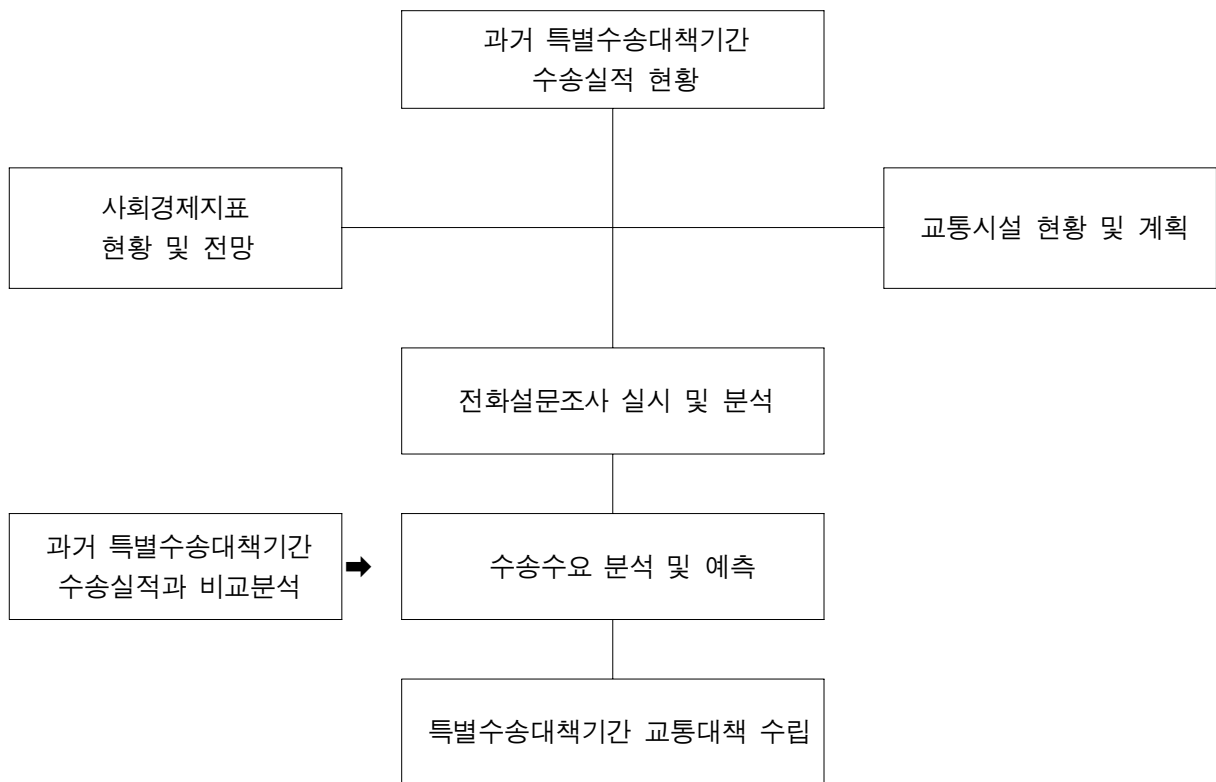 과거 특별수송대책기간
수송실적 현황
사회경제지표
현황 및 전망
교통시설 현황 및 계획
전화설문조사 실시 및 분석
과거 특별수송대책기간
수송실적과 비교분석
수송수요 분석 및 예측
특별수송대책기간 교통대책 수립